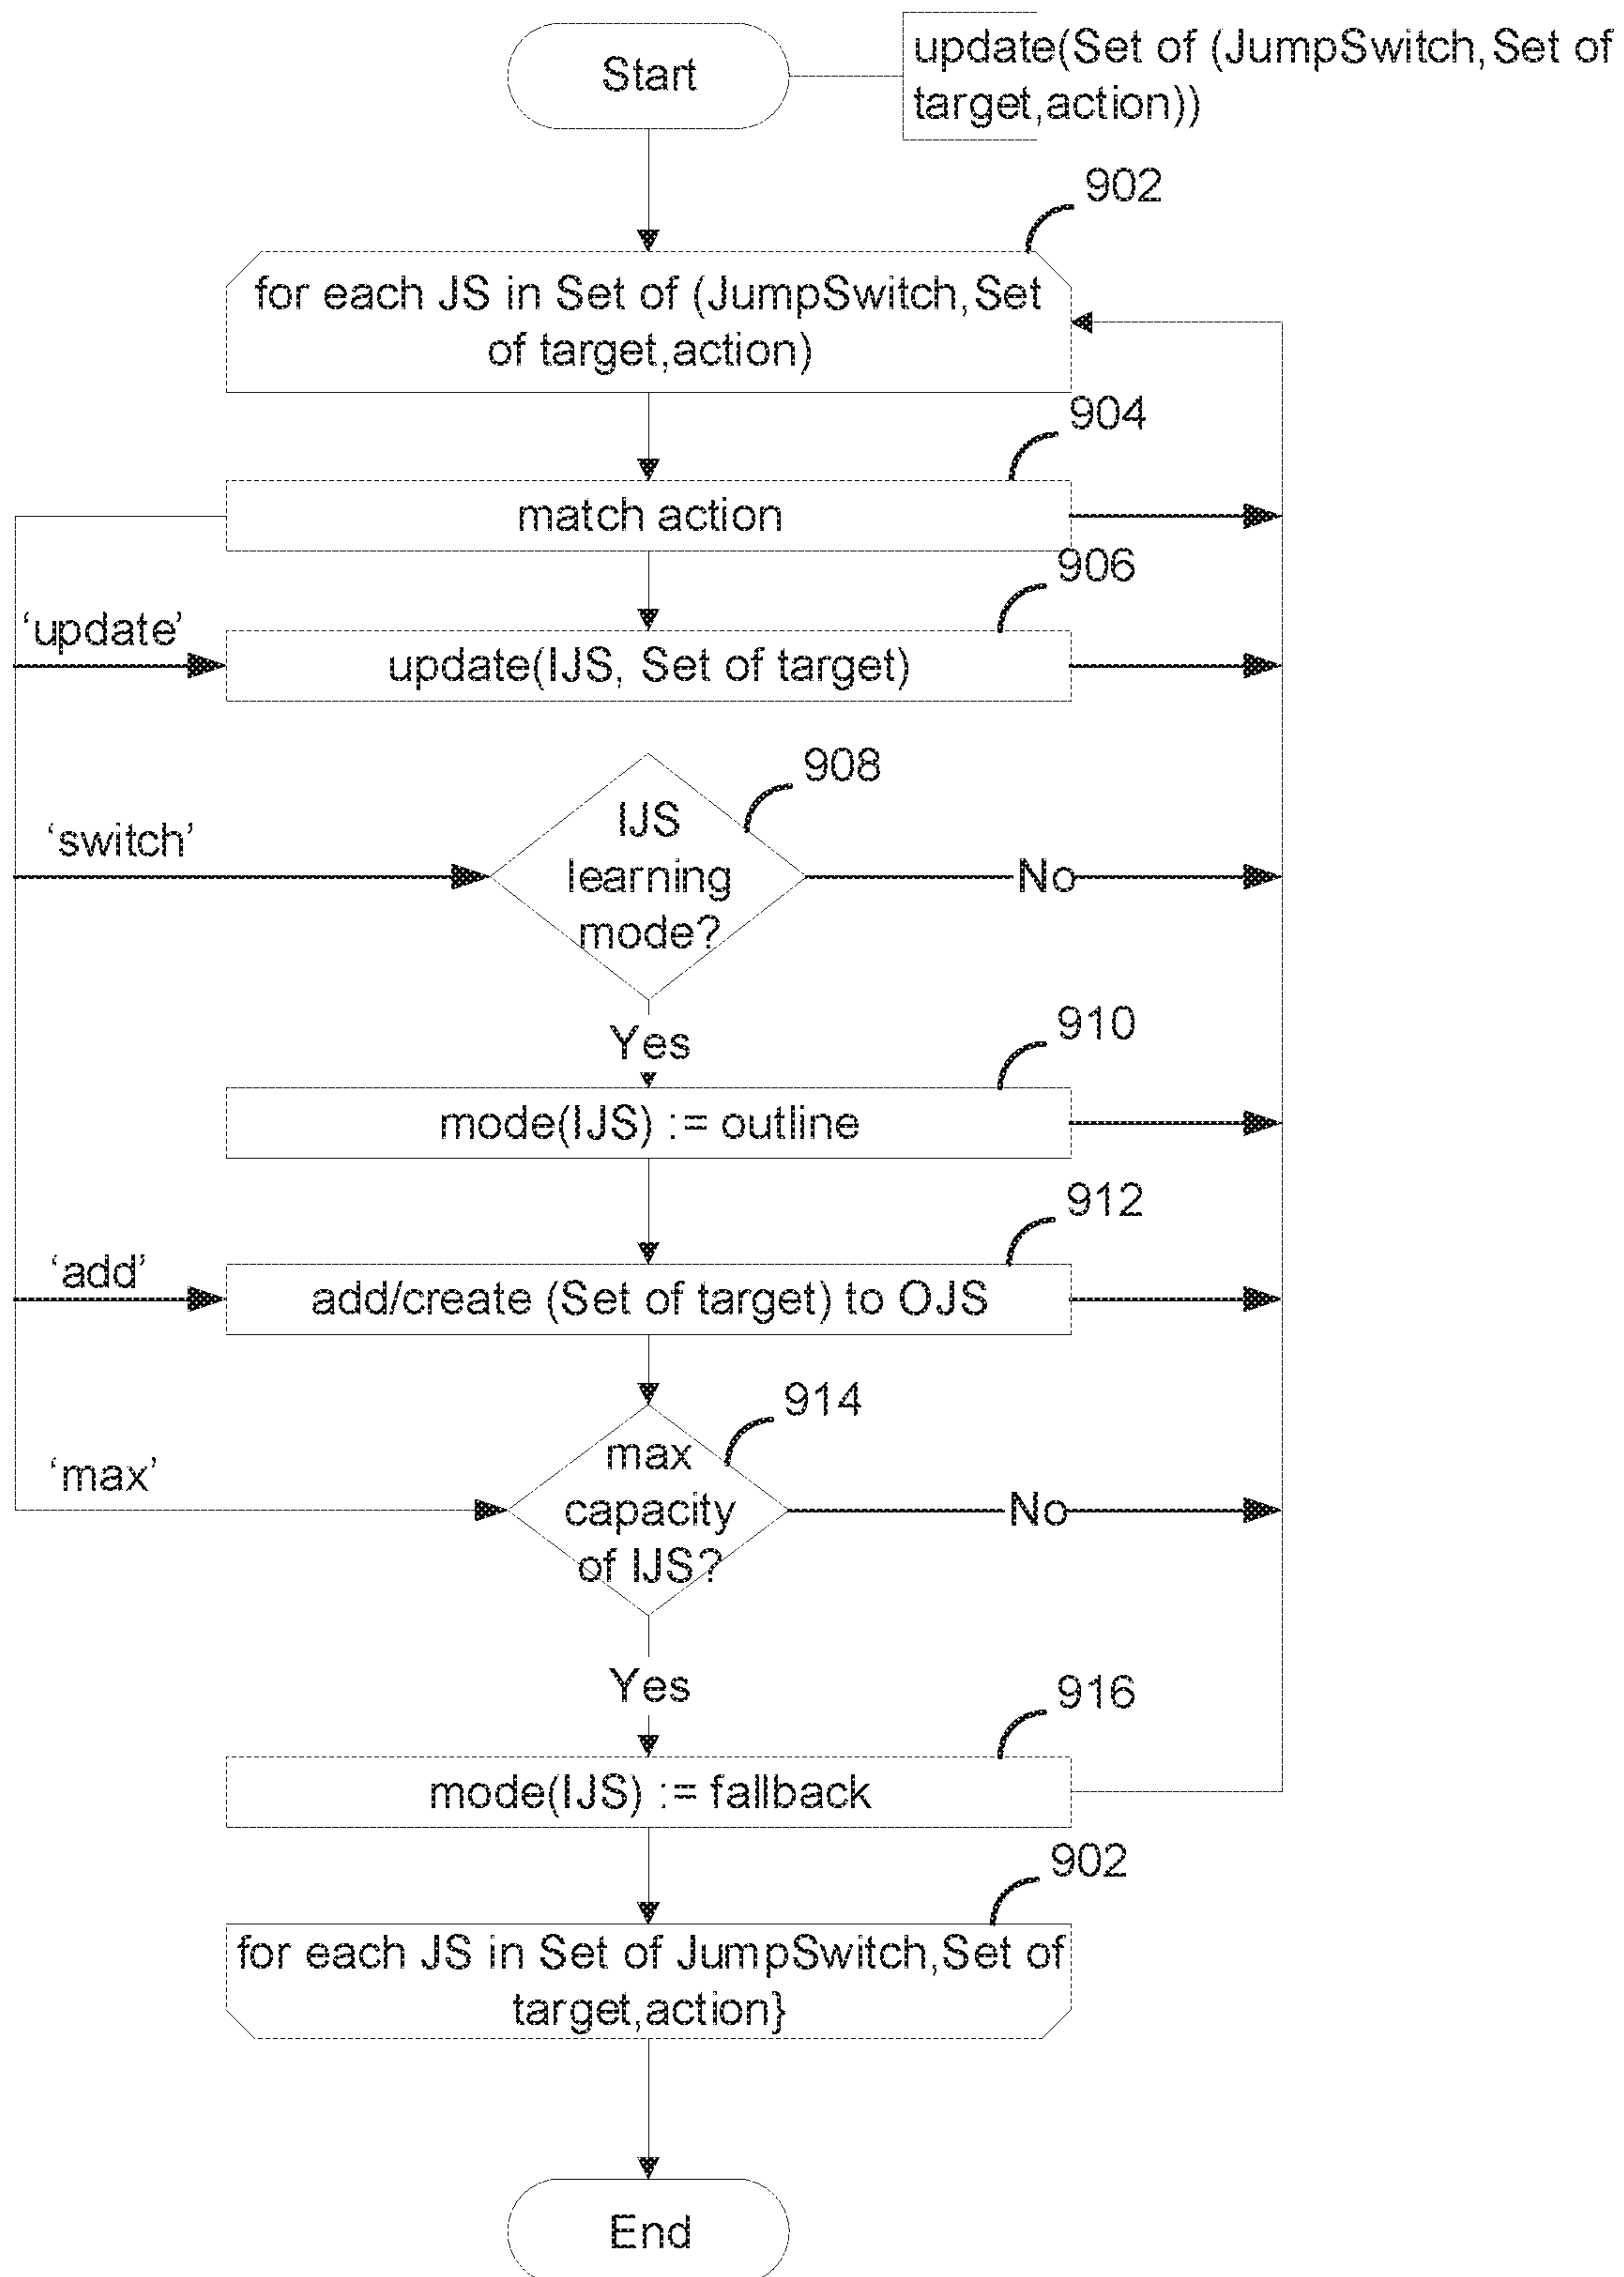 Start
update(Set of (JumpSwitch,Set of
target,action))
902
for each JS in Set of (JumpSwitch,Set
of target,action)
904
match action
906
‘update’
update(IJS, Set of target)
908
IJS
learning
mode?
‘switch’
No
Yes
910
mode(IJS) := outline
912
‘add’
add/create (Set of target) to OJS
914
max
capacity
of IJS?
‘max’
No
Yes
916
mode(IJS) := fallback
902
for each JS in Set of JumpSwitch,Set of
target,action}
End